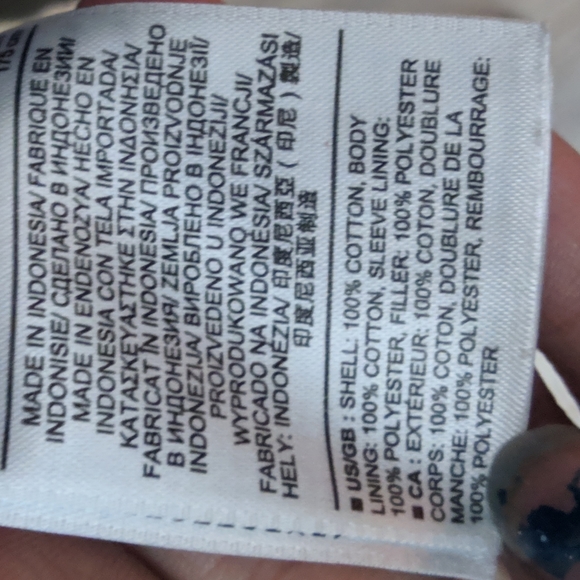 MADE IN INDONESIA/ FABRIQUE EN
INDONISIE/ СДЕЛАНО В ИНДОНЕЗИИ/
MADE IN ENDENOZYA/ HECHO EN
INDONESIA CON TELA IMPORTADA/
ΚΑΤΑΣΚΕΥΑΣΤΗΚΕ ΣΤΗΝ ΙΝΔΟΝΗΣΙΑ/
FABRICAT ÎN INDONESIA/ ПРОИЗВЕДЕНО
В ИНДОНЕЗИЯ/ ZEMLJA PROIZVODNJE
INDONEZIJA/ ВИРОБЛЕНО В ІНДОНЕЗІЇ/
PROIZVEDENO U INDONEZIJI/
WYPRODUKOWANO WE FRANCJI/
FABRICADO NA INDONÉSIA/ SZÁRMAZÁSI
HELY: INDONÉZIA/ 印度尼西亞 ( 印尼 ) 製造/
印度尼西亚制造
■ US/GB : SHELL: 100% COTTON, BODY
LINING: 100% COTTON, SLEEVE LINING:
100% POLYESTER, FILLER: 100% POLYESTER
■ CA : EXTÉRIEUR: 100% COTON, DOUBLURE
CORPS: 100% COTON, DOUBLURE DE LA
MANCHE: 100% POLYESTER, REMBOURRAGE:
100% POLYESTER